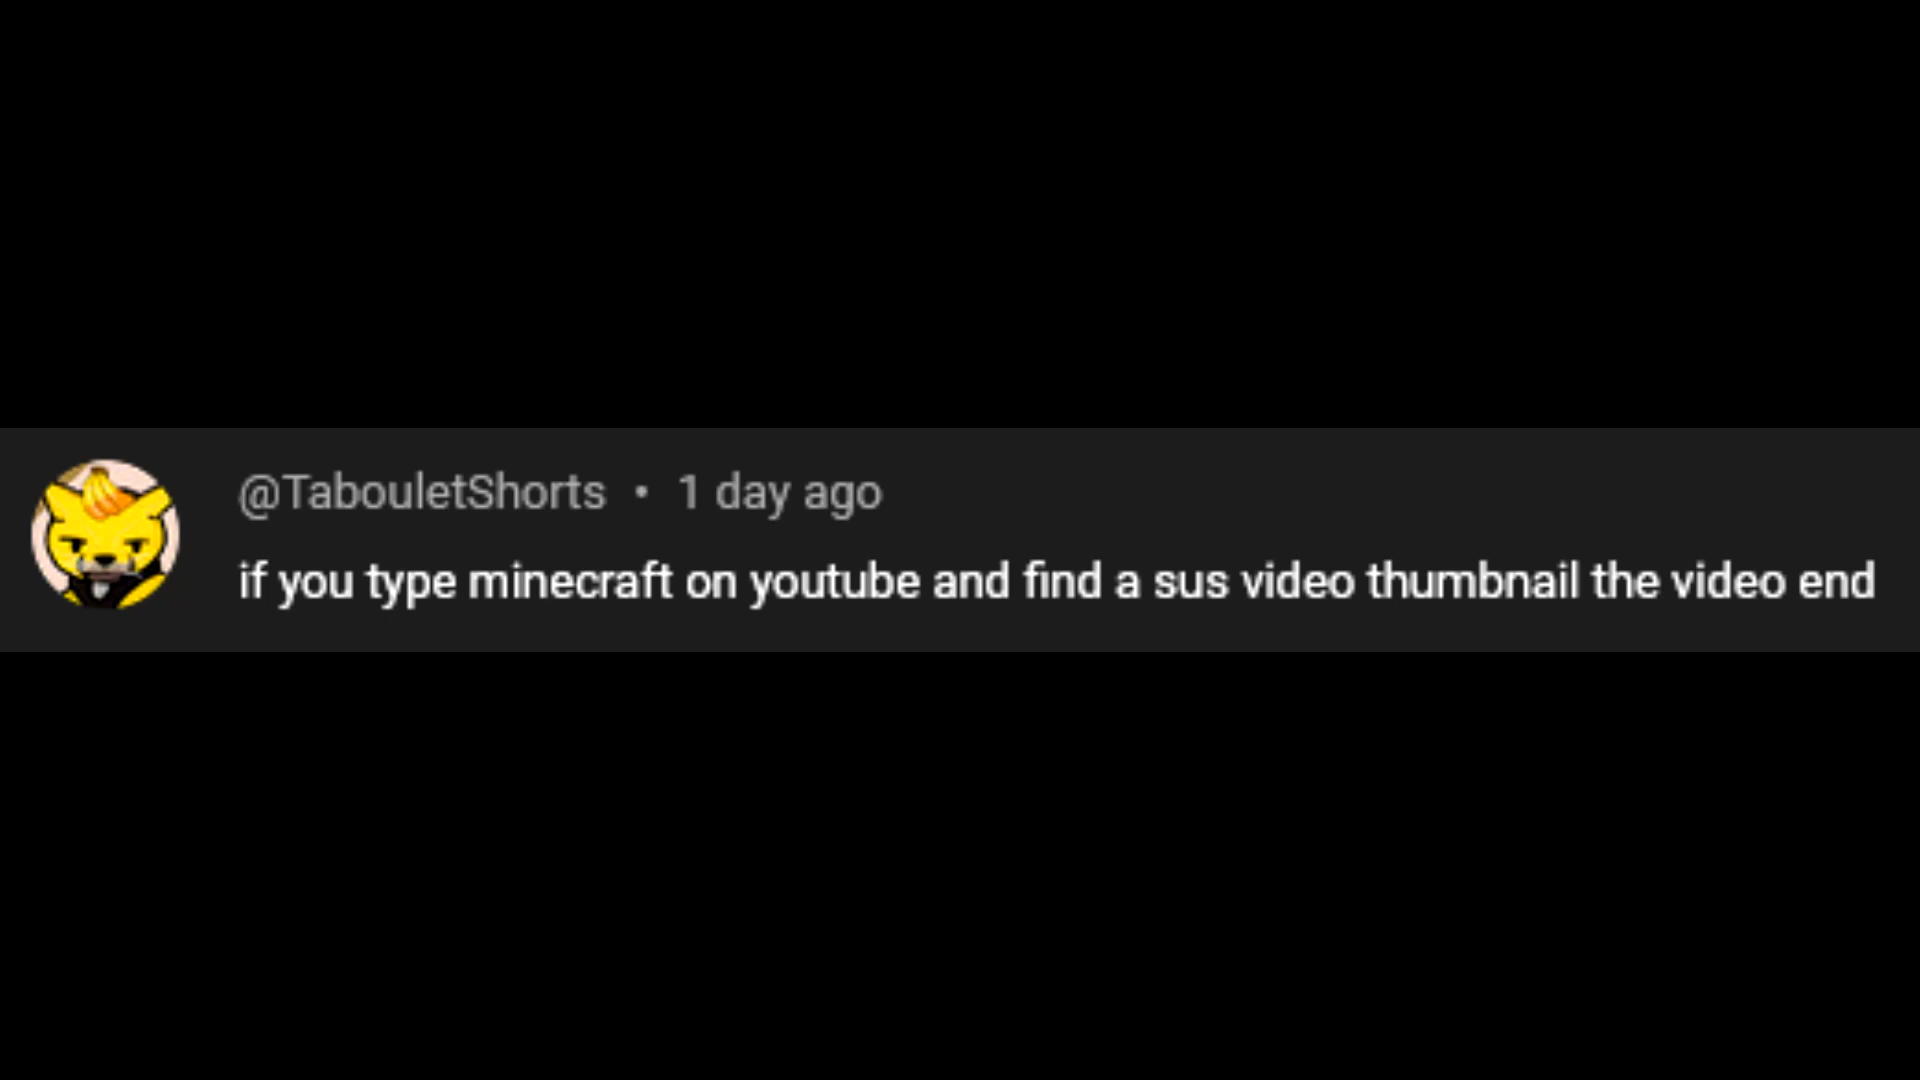 @TabouletShorts • 1 day ago
if you type minecraft on youtube and find a sus video thumbnail the video end